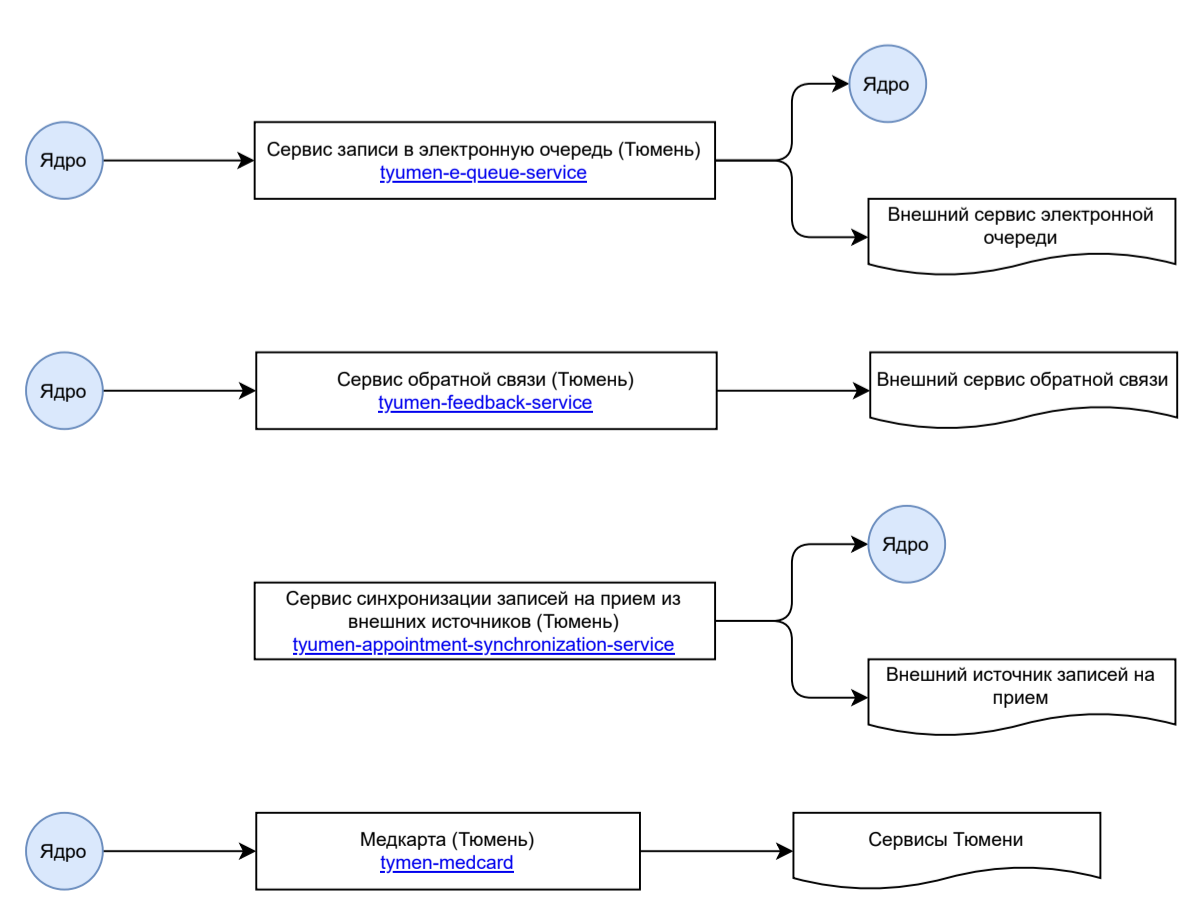 Ядро
Ядро
Сервис записи в электронную очередь (Тюмень)
tyumen-e-queue-service
Внешний сервис электронной
очереди
Ядро
Сервис обратной связи (Тюмень)
tyumen-feedback-service
Внешний сервис обратной связи
Ядро
Сервис синхронизации записей на прием из
внешних источников (Тюмень)
tyumen-appointment-synchronization-service
Внешний источник записей на
прием
Ядро
Медкарта (Тюмень)
tymen-medcard
Сервисы Тюмени